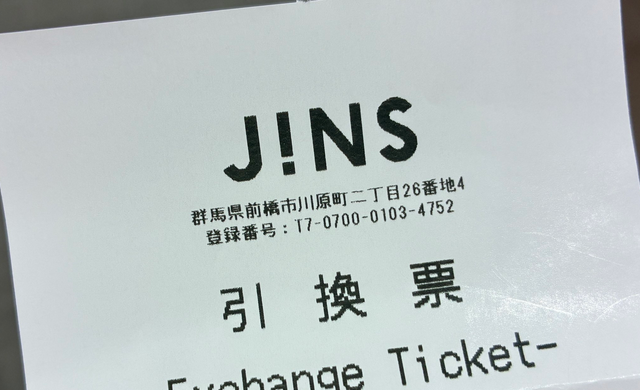 J!NS
群馬県前橋市川原町二丁目26番地4
登録番号：T7-0700-0103-4752
引換票
Exchange Ticket-